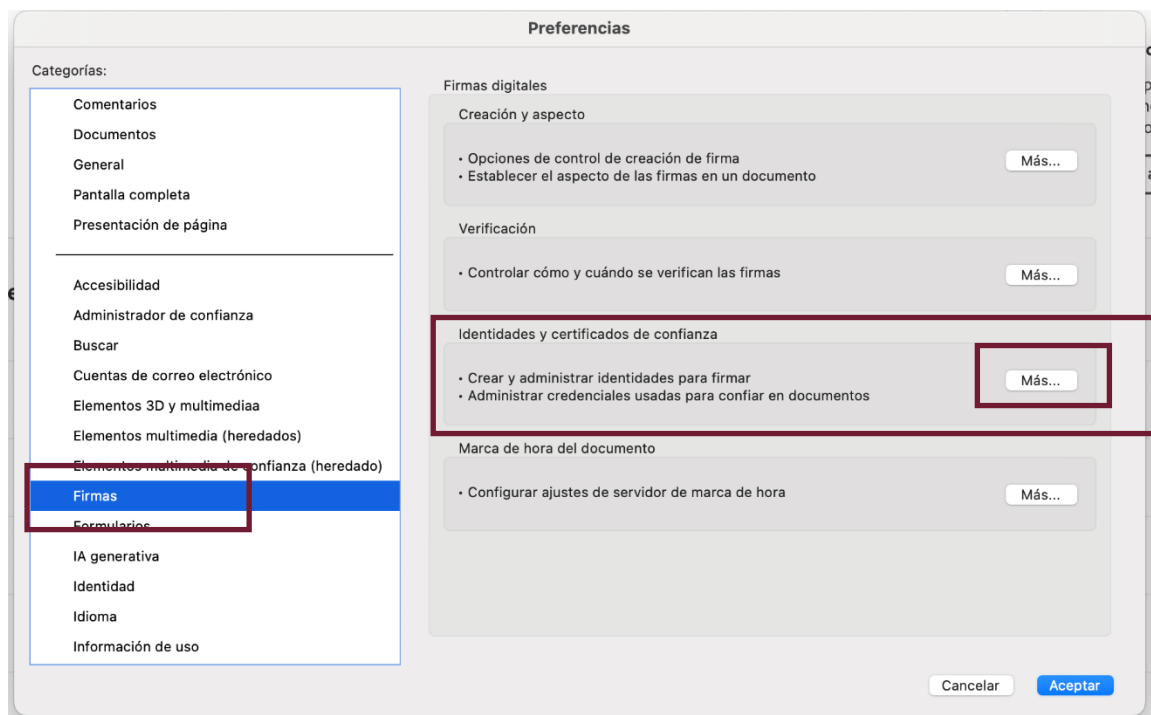 Preferencias
Categorías:
Comentarios
Documentos
General
Pantalla completa
Presentación de página
Accesibilidad
Administrador de confianza
Buscar
Cuentas de correo electrónico
Elementos 3D y multimediaa
Elementos multimedia (heredados)
Elementos multimedia de confianza (heredado)
Firmas
Formularios
IA generativa
Identidad
Idioma
Información de uso
Firmas digitales
Creación y aspecto
• Opciones de control de creación de firma
• Establecer el aspecto de las firmas en un documento
Más...
Verificación
• Controlar cómo y cuándo se verifican las firmas
Más...
Identidades y certificados de confianza
• Crear y administrar identidades para firmar
• Administrar credenciales usadas para confiar en documentos
Más...
Marca de hora del documento
• Configurar ajustes de servidor de marca de hora
Más...
Cancelar
Aceptar